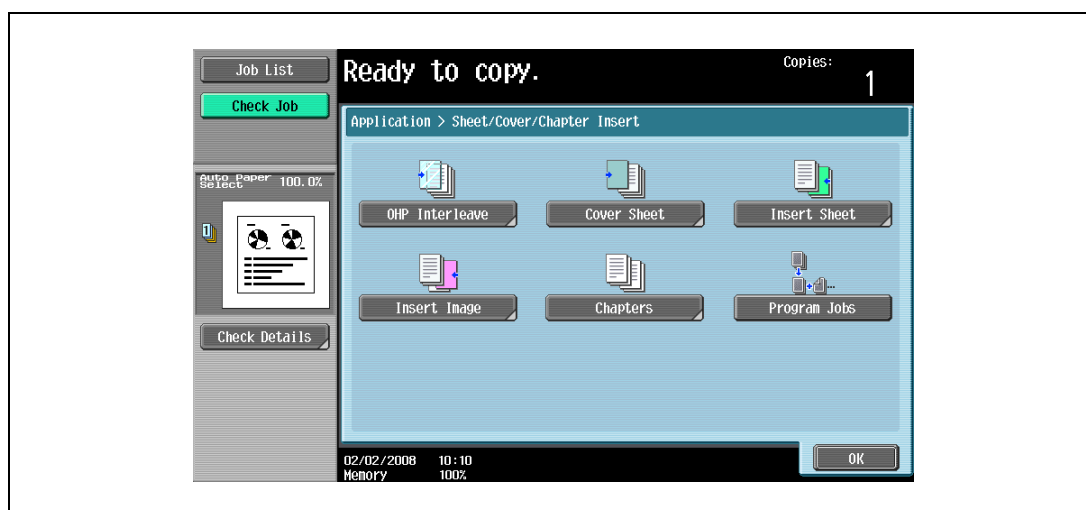 Job List
Check Job
Auto Paper
Select 100.0%
1
Check Details
Ready to copy.
Copies:
1
Application > Sheet/Cover/Chapter Insert
OHP Interleave
Cover Sheet
Insert Sheet
Insert Image
Chapters
Program Jobs
02/02/2008 10:10
Memory 100%
OK